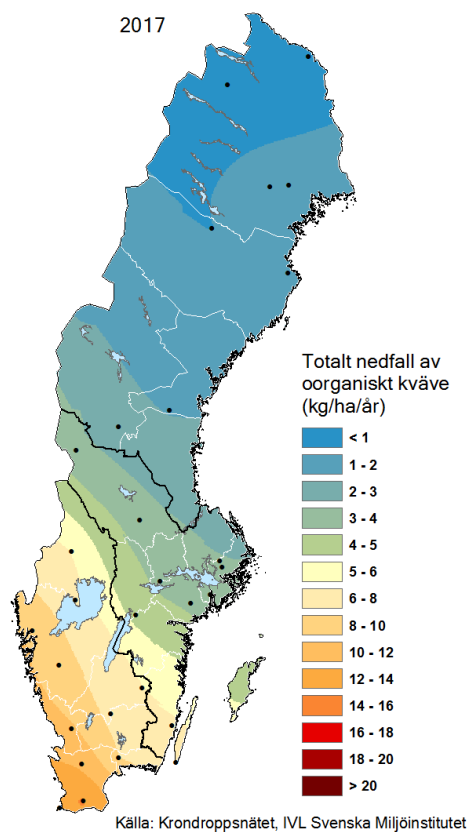 2017
Totalt nedfall av
oorganiskt kväve
(kg/ha/år)
< 1
1 - 2
2 - 3
3 - 4
4 - 5
5 - 6
6 - 8
8 - 10
10 - 12
12 - 14
14 - 16
16 - 18
18 - 20
> 20
Källa: Krondroppsnätet, IVL Svenska Miljöinstitutet